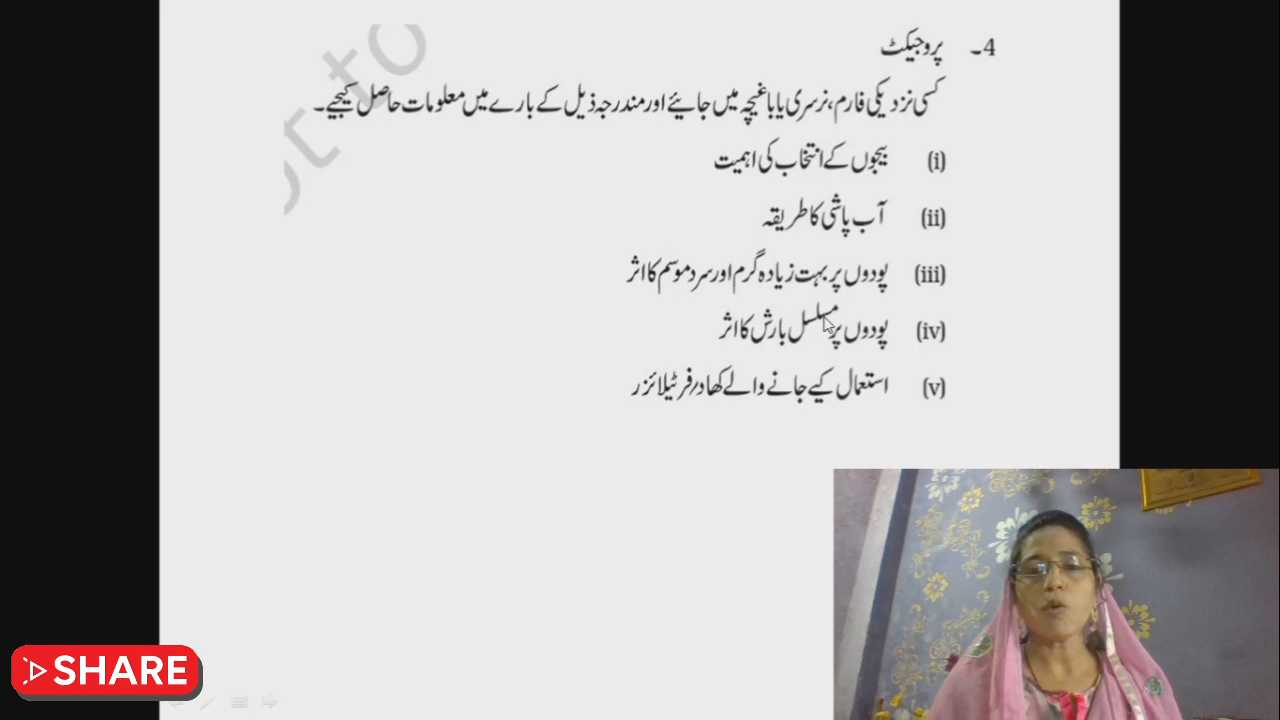 4۔ پروجیکٹ
کسی نزدیکی فارم، نرسری یا باغیچہ میں جایئے اور مندرجہ ذیل کے بارے میں معلومات حاصل کیجیے۔
(i) بیجوں کے انتخاب کی اہمیت
(ii) آب پاشی کا طریقہ
(iii) پودوں پر بہت زیادہ گرم اور سرد موسم کا اثر
(iv) پودوں پر مسلسل بارش کا اثر
(v) استعمال کیے جانے والے کھاد رفرٹیلائزر
SHARE